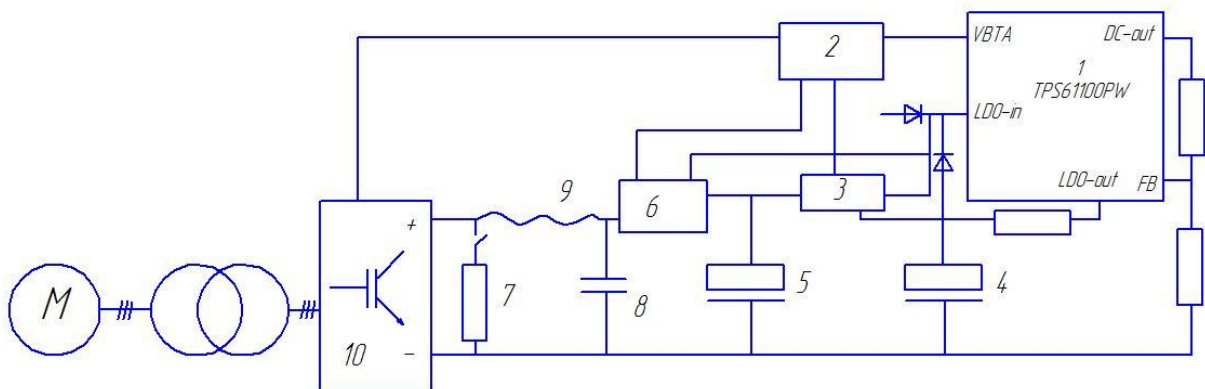 2
VBTA
DC-out
1
TPS61100PW
LDO-in
LDO-out
FB
3
6
9
+
7
8
5
4
M
10
-